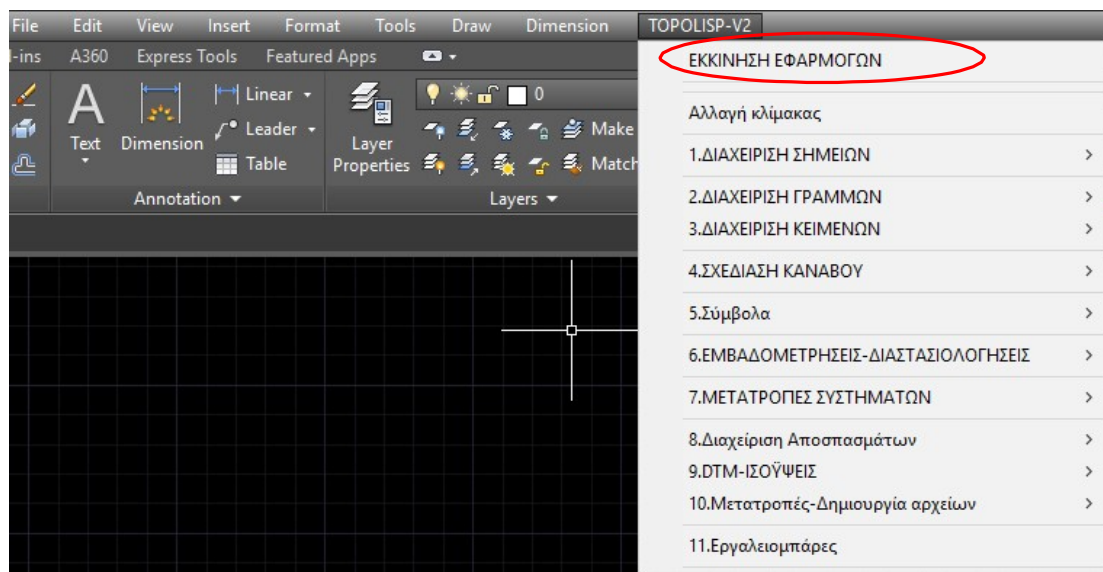 File Edit View Insert Format Tools Draw Dimension TOPOLISP-V2
l-ins A360 Express Tools Featured Apps
A
Text
Dimension
Linear
Leader
Table
Annotation
Layer
Properties
0
Make
Match
Layers
ΕΚΚΙΝΗΣΗ ΕΦΑΡΜΟΓΩΝ
Αλλαγή κλίμακας
1.ΔΙΑΧΕΙΡΙΣΗ ΣΗΜΕΙΩΝ
2.ΔΙΑΧΕΙΡΙΣΗ ΓΡΑΜΜΩΝ
3.ΔΙΑΧΕΙΡΙΣΗ ΚΕΙΜΕΝΩΝ
4.ΣΧΕΔΙΑΣΗ ΚΑΝΑΒΟΥ
5.Σύμβολα
6.ΕΜΒΑΔΟΜΕΤΡΗΣΕΙΣ-ΔΙΑΣΤΑΣΙΟΛΟΓΗΣΕΙΣ
7.ΜΕΤΑΤΡΟΠΕΣ ΣΥΣΤΗΜΑΤΩΝ
8.Διαχείριση Αποσπασμάτων
9.DTM-ΙΣΟΫΨΕΙΣ
10.Μετατροπές-Δημιουργία αρχείων
11.Εργαλειομπάρες